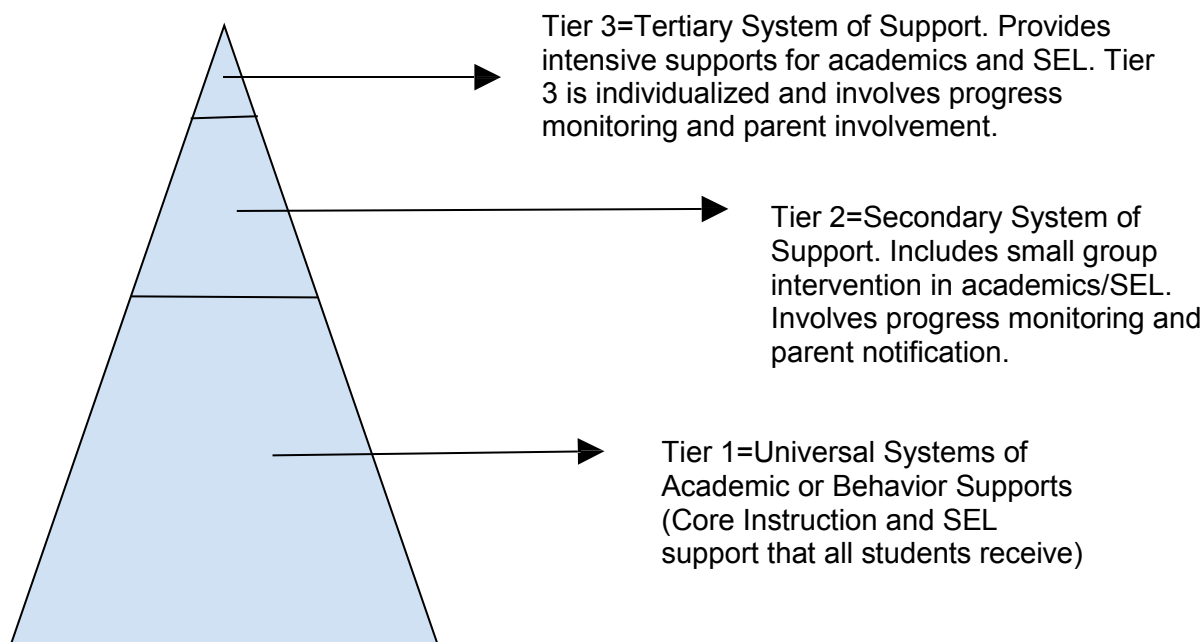 Tier 3=Tertiary System of Support. Provides
intensive supports for academics and SEL. Tier
3 is individualized and involves progress
monitoring and parent involvement.
Tier 2=Secondary System of
Support. Includes small group
intervention in academics/SEL.
Involves progress monitoring and
parent notification.
Tier 1=Universal Systems of
Academic or Behavior Supports
(Core Instruction and SEL
support that all students receive)